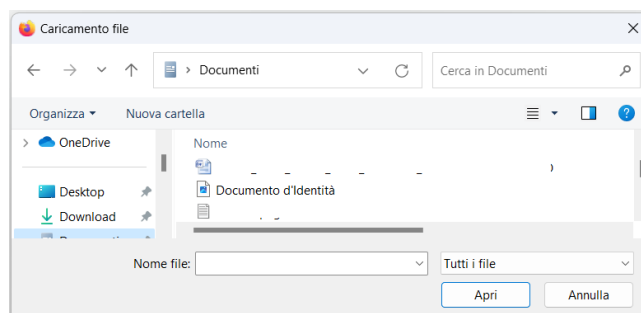 Caricamento file
Documenti
Cerca in Documenti
Organizza
Nuova cartella
OneDrive
Nome
Documento d'Identità
Desktop
Download
Nome file:
Tutti i file
Apri
Annulla